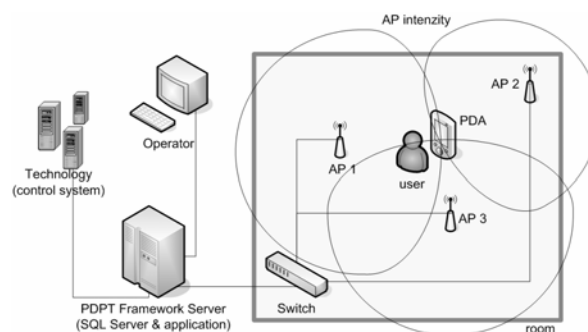 AP intenzity
AP 2
PDA
Operator
Technology
(control system)
AP 1
user
AP 3
PDPT Framework Server
(SQL Server & application)
Switch
room